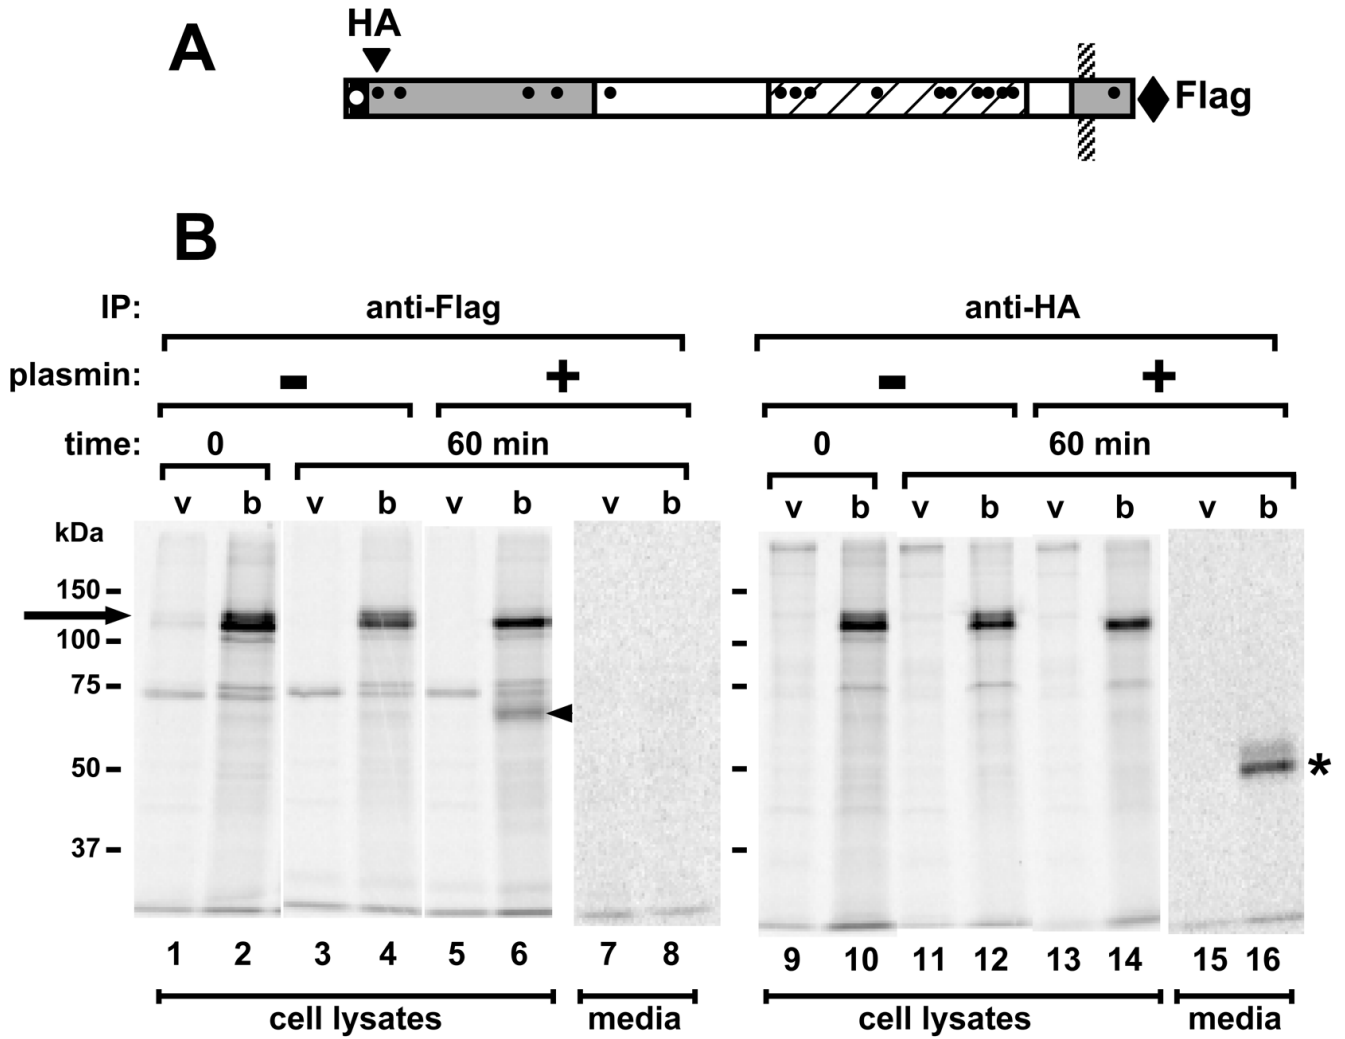 A
HA
Flag
B
IP: anti-Flag anti-HA
plasmin: - + - +
time: 0 60 min 0 60 min
v b v b v b v b v b v b v b v b
kDa
150
100
75
50
37
*
1 2 3 4 5 6 7 8 9 10 11 12 13 14 15 16
cell lysates media cell lysates media